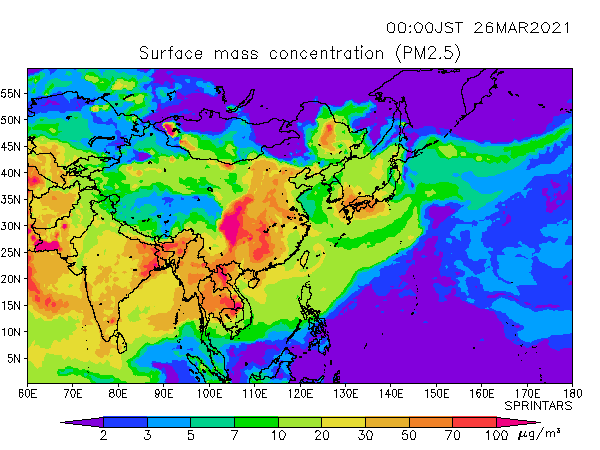 00:00JST 26MAR2021
Surface mass concentration (PM2.5)
55N
50N
45N
40N
35N
30N
25N
20N
15N
10N
5N
60E 70E 80E 90E 100E 110E 120E 130E 140E 150E 160E 170E 180
SPRINTARS
2 3 5 7 10 20 30 50 70 100 μg/m³